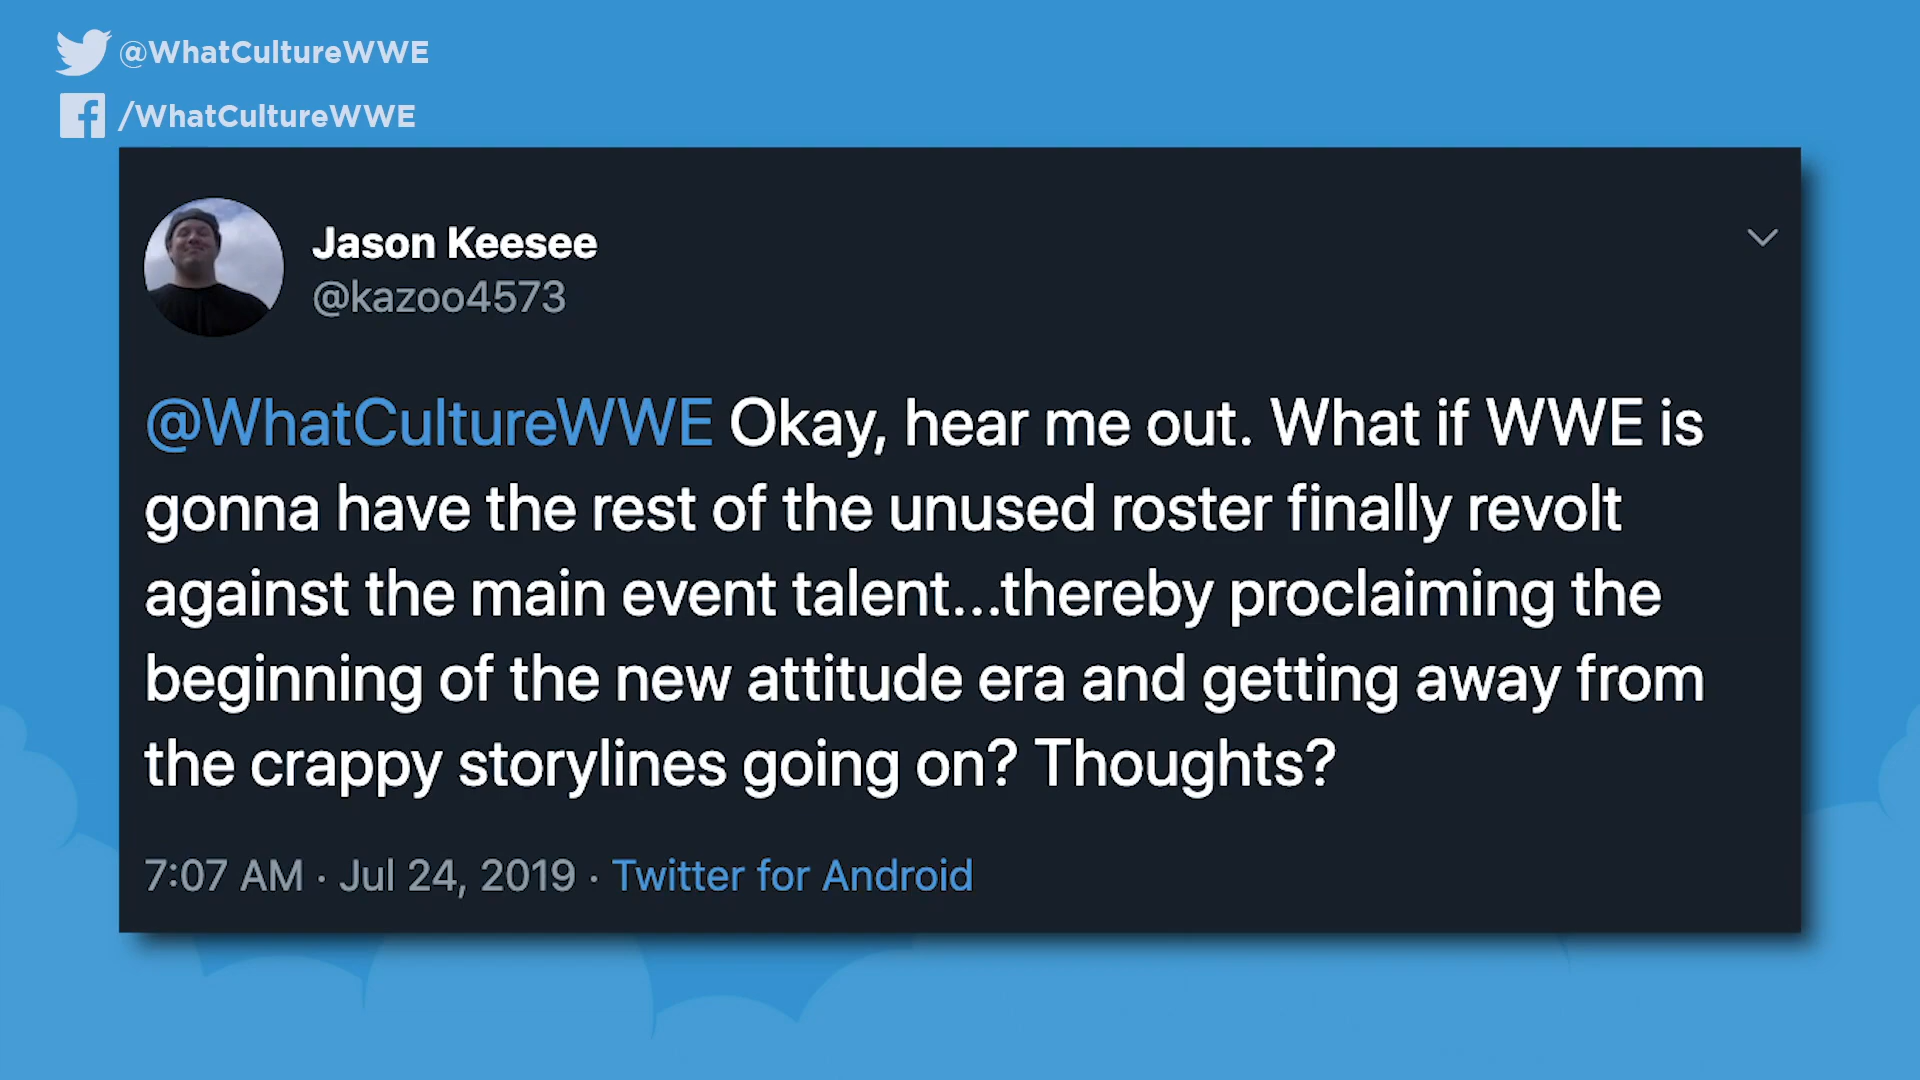 @WhatCultureWWE
/WhatCultureWWE
Jason Keesee
@kazoo4573
@WhatCultureWWE Okay, hear me out. What if WWE is
gonna have the rest of the unused roster finally revolt
against the main event talent...thereby proclaiming the
beginning of the new attitude era and getting away from
the crappy storylines going on? Thoughts?
7:07 AM · Jul 24, 2019 · Twitter for Android